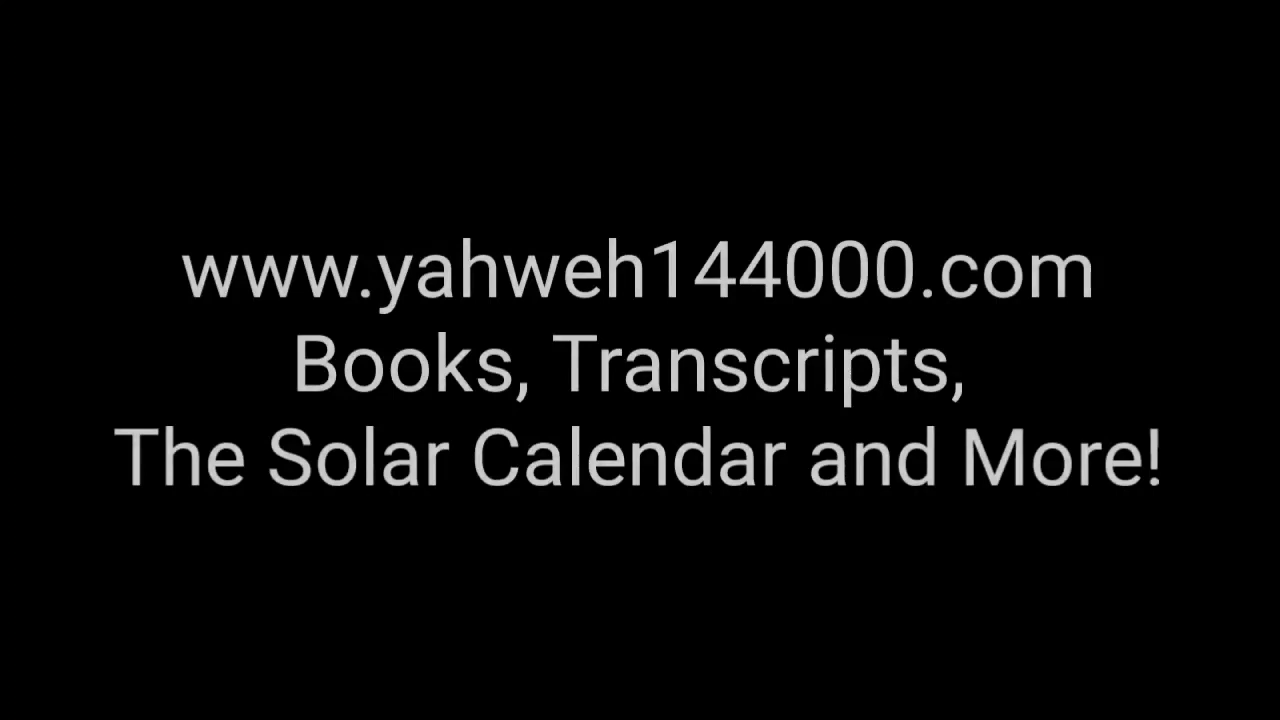 www.yahweh144000.com
Books, Transcripts,
The Solar Calendar and More!